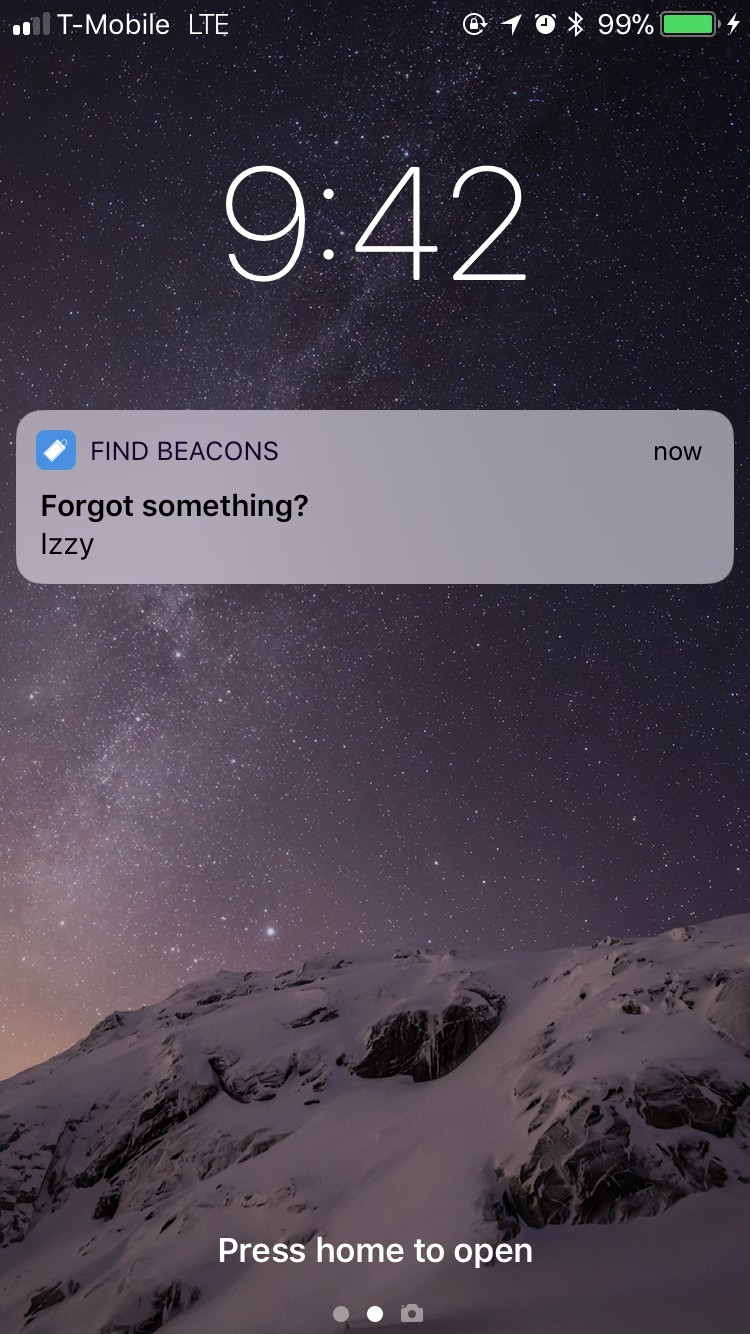 T-Mobile LTE 99%
9:42
FIND BEACONS now
Forgot something?
Izzy
Press home to open